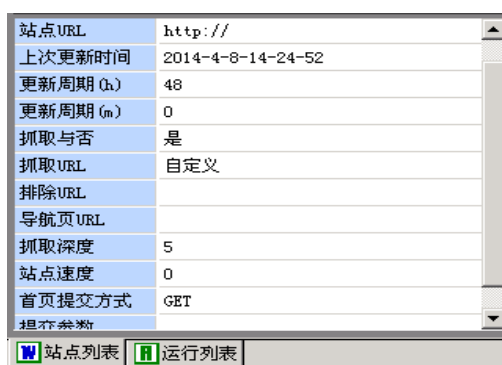 站点URL http://
上次更新时间 2014-4-8-14-24-52
更新周期(h) 48
更新周期(m) 0
抓取与否 是
抓取URL 自定义
排除URL
导航页URL
抓取深度 5
站点速度 0
首页提交方式 GET
提交参数
W 站点列表 R 运行列表